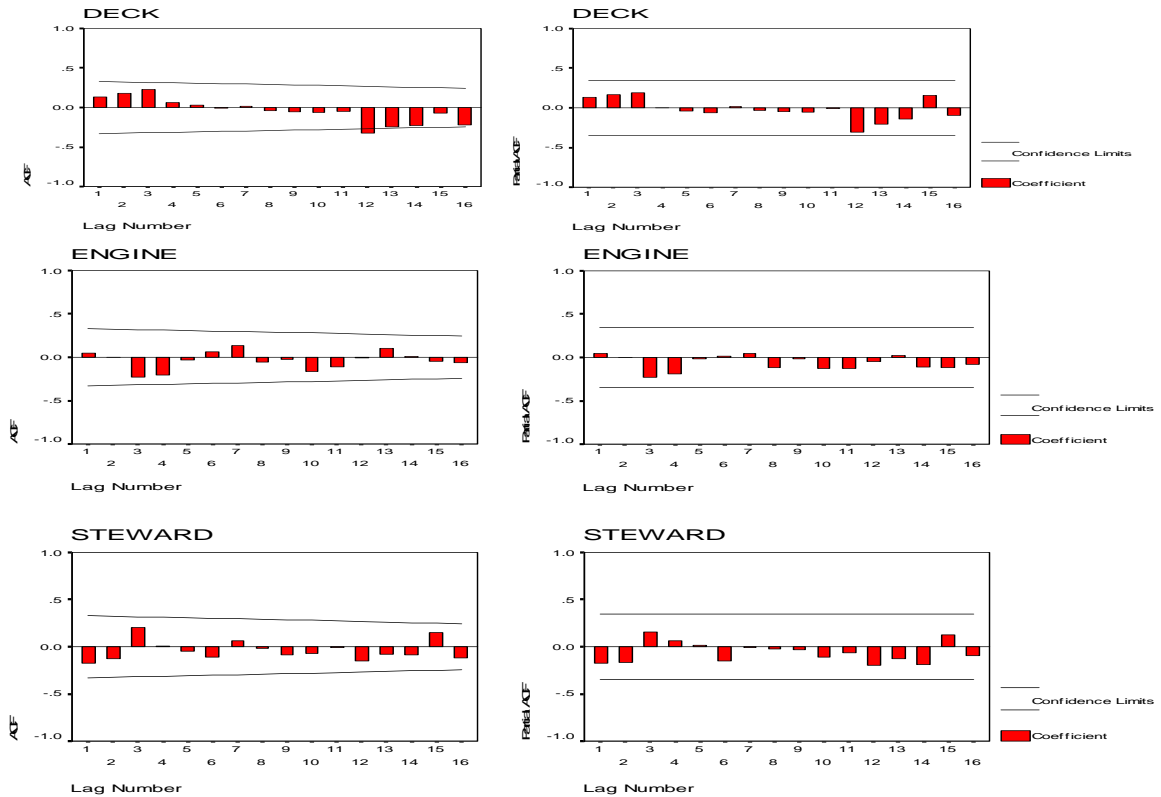 DECK
1.0
.5
0.0
-.5
-1.0
ACF
1 3 5 7 9 11 13 15
2 4 6 8 10 12 14 16
Lag Number
DECK
1.0
.5
0.0
-.5
-1.0
Partial ACF
1 3 5 7 9 11 13 15
2 4 6 8 10 12 14 16
Lag Number
Confidence Limits
Coefficient
ENGINE
1.0
.5
0.0
-.5
-1.0
ACF
1 3 5 7 9 11 13 15
2 4 6 8 10 12 14 16
Lag Number
ENGINE
1.0
.5
0.0
-.5
-1.0
Partial ACF
1 3 5 7 9 11 13 15
2 4 6 8 10 12 14 16
Lag Number
Confidence Limits
Coefficient
STEWARD
1.0
.5
0.0
-.5
-1.0
ACF
1 3 5 7 9 11 13 15
2 4 6 8 10 12 14 16
Lag Number
STEWARD
1.0
.5
0.0
-.5
-1.0
Partial ACF
1 3 5 7 9 11 13 15
2 4 6 8 10 12 14 16
Lag Number
Confidence Limits
Coefficient